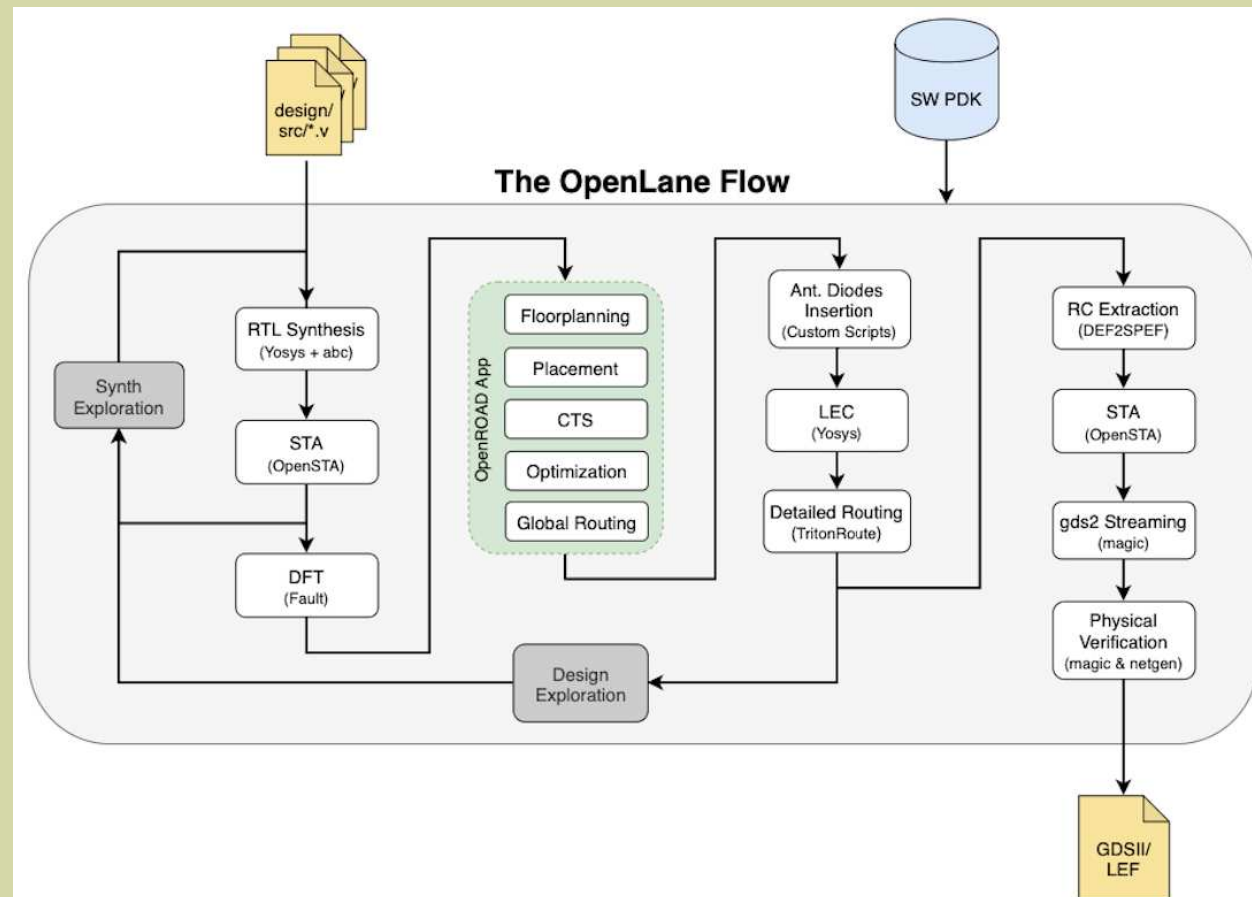 design/
src/*.v
SW PDK
The OpenLane Flow
RTL Synthesis
(Yosys + abc)
Synth
Exploration
STA
(OpenSTA)
DFT
(Fault)
OpenROAD App
Floorplanning
Placement
CTS
Optimization
Global Routing
Design
Exploration
Ant. Diodes
Insertion
(Custom Scripts)
LEC
(Yosys)
Detailed Routing
(TritonRoute)
RC Extraction
(DEF2SPEF)
STA
(OpenSTA)
gds2 Streaming
(magic)
Physical
Verification
(magic & netgen)
GDSII/
LEF